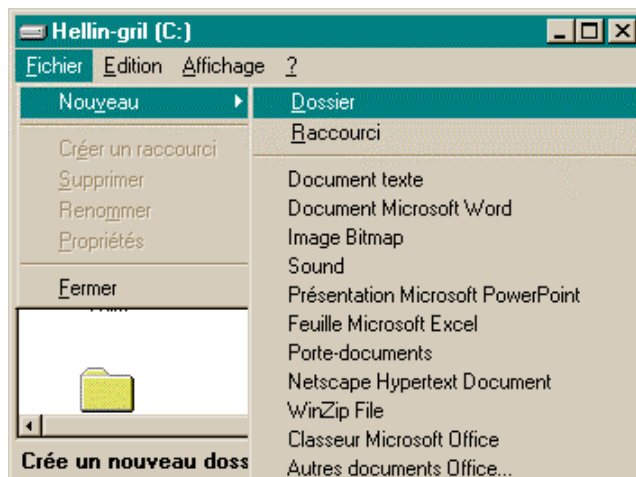 Hellin-gril (C:)
Fichier Edition Affichage ?
Nouveau
Créer un raccourci
Supprimer
Renommer
Propriétés
Fermer
Dossier
Raccourci
Document texte
Document Microsoft Word
Image Bitmap
Sound
Présentation Microsoft PowerPoint
Feuille Microsoft Excel
Porte-documents
Netscape Hypertext Document
WinZip File
Classeur Microsoft Office
Autres documents Office...
Crée un nouveau doss